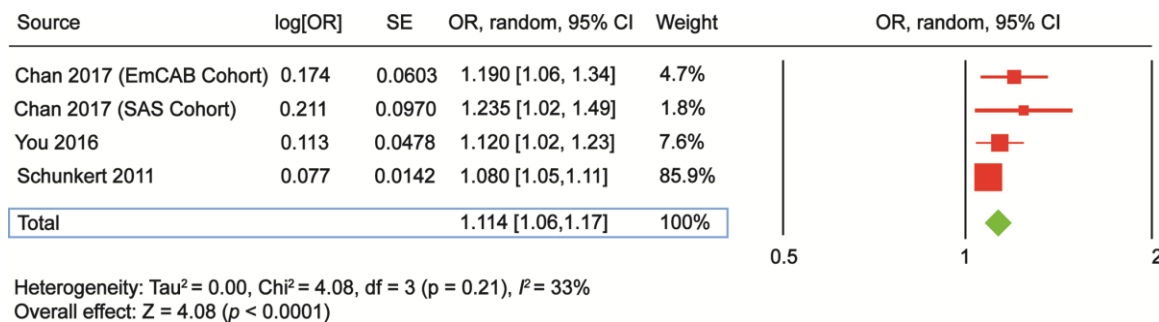 Source log[OR] SE OR, random, 95% CI Weight OR, random, 95% CI
Chan 2017 (EmCAB Cohort) 0.174 0.0603 1.190 [1.06, 1.34] 4.7%
Chan 2017 (SAS Cohort) 0.211 0.0970 1.235 [1.02, 1.49] 1.8%
You 2016 0.113 0.0478 1.120 [1.02, 1.23] 7.6%
Schunkert 2011 0.077 0.0142 1.080 [1.05,1.11] 85.9%
Total 1.114 [1.06,1.17] 100%
0.5 1 2
Heterogeneity: Tau² = 0.00, Chi² = 4.08, df = 3 (p = 0.21), I² = 33%
Overall effect: Z = 4.08 (p < 0.0001)